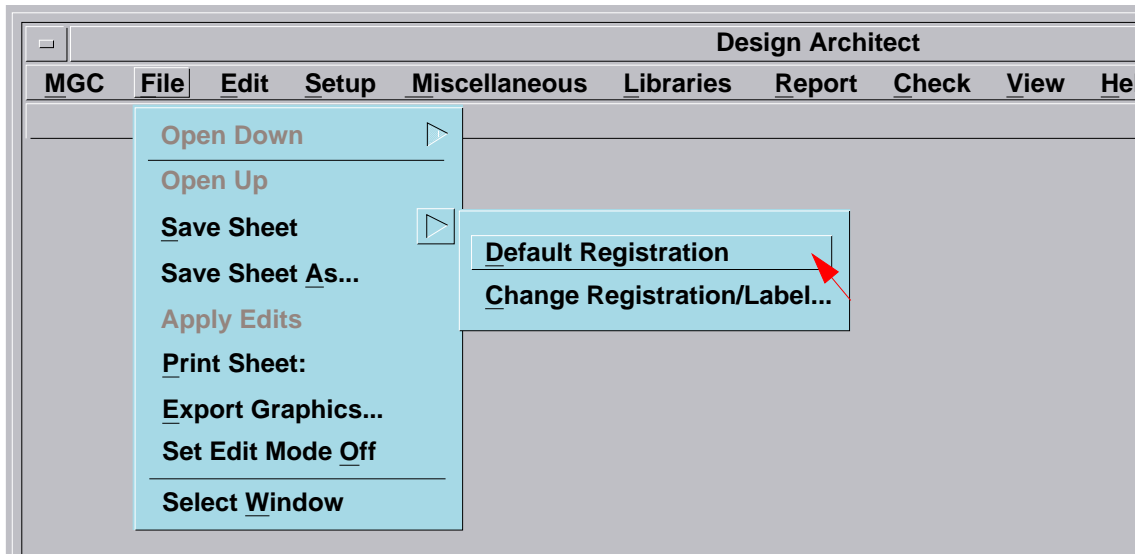 Design Architect
MGC File Edit Setup Miscellaneous Libraries Report Check View He
Open Down
Open Up
Save Sheet
Default Registration
Save Sheet As...
Change Registration/Label...
Apply Edits
Print Sheet:
Export Graphics...
Set Edit Mode Off
Select Window